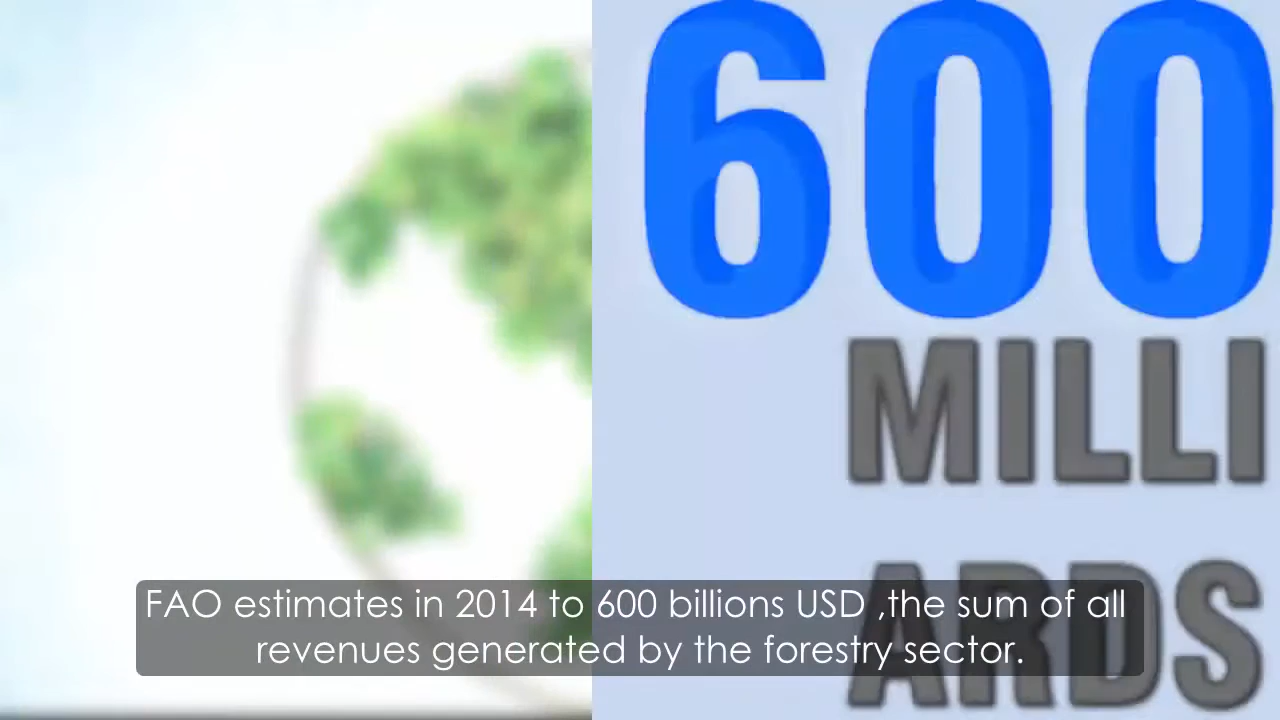 600
MILLI
ARDS
FAO estimates in 2014 to 600 billions USD ,the sum of all
revenues generated by the forestry sector.